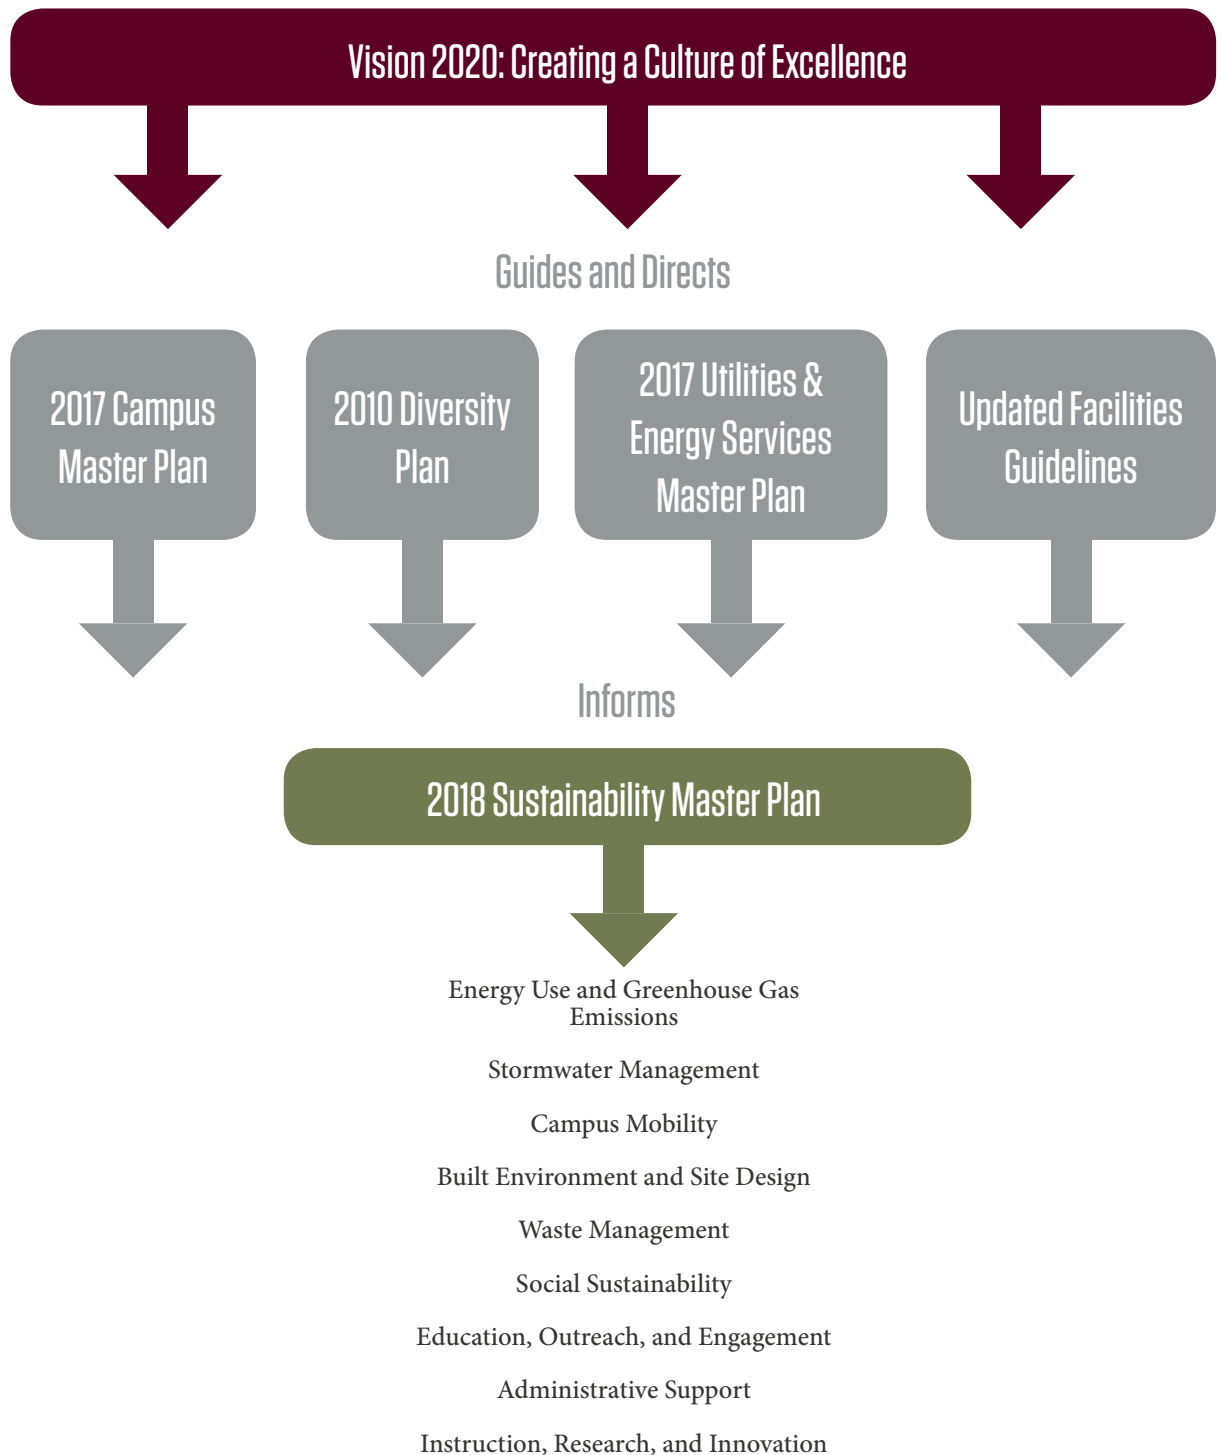 Vision 2020: Creating a Culture of Excellence
Guides and Directs
2017 Campus
Master Plan
2010 Diversity
Plan
2017 Utilities &
Energy Services
Master Plan
Updated Facilities
Guidelines
Informs
2018 Sustainability Master Plan
Energy Use and Greenhouse Gas
Emissions
Stormwater Management
Campus Mobility
Built Environment and Site Design
Waste Management
Social Sustainability
Education, Outreach, and Engagement
Administrative Support
Instruction, Research, and Innovation